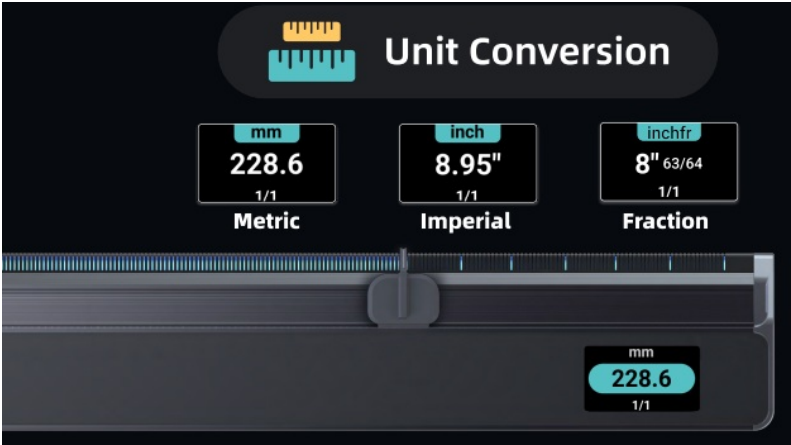 Unit Conversion
mm
228.6
1/1
Metric
inch
8.95"
1/1
Imperial
inchfr
8" 63/64
1/1
Fraction
mm
228.6
1/1